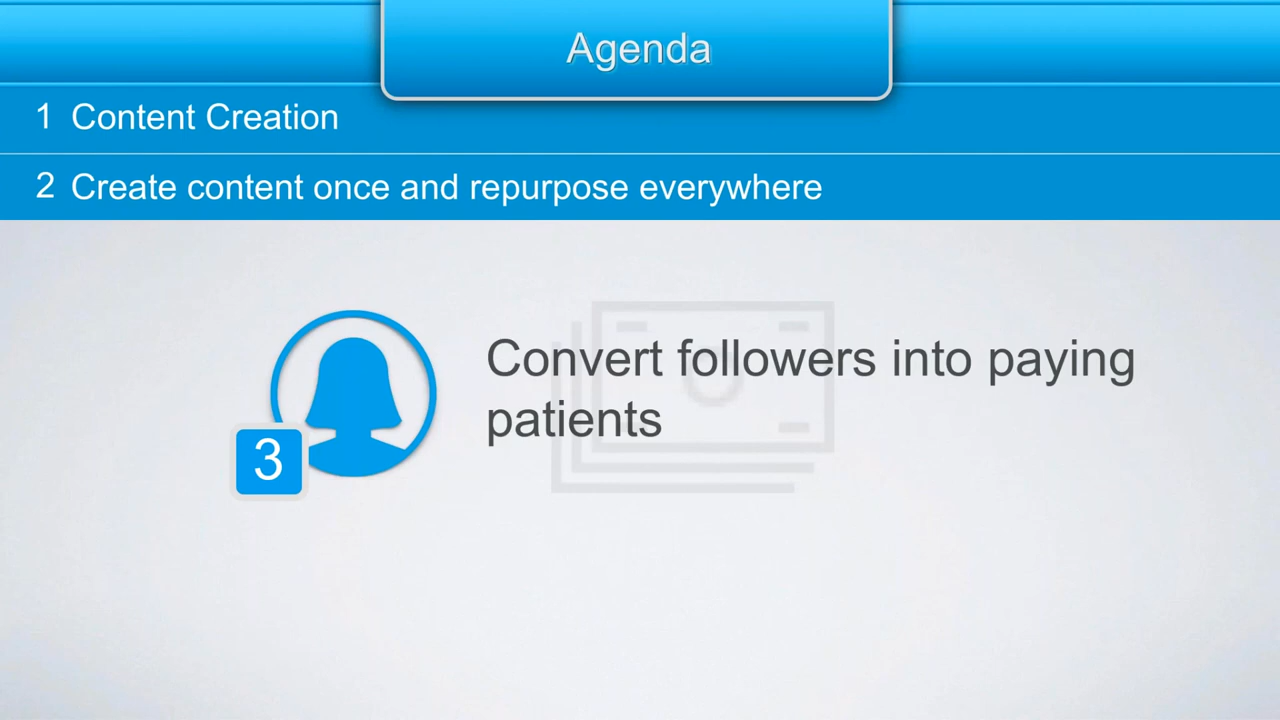 Agenda
1 Content Creation
2 Create content once and repurpose everywhere
Convert followers into paying
patients
3